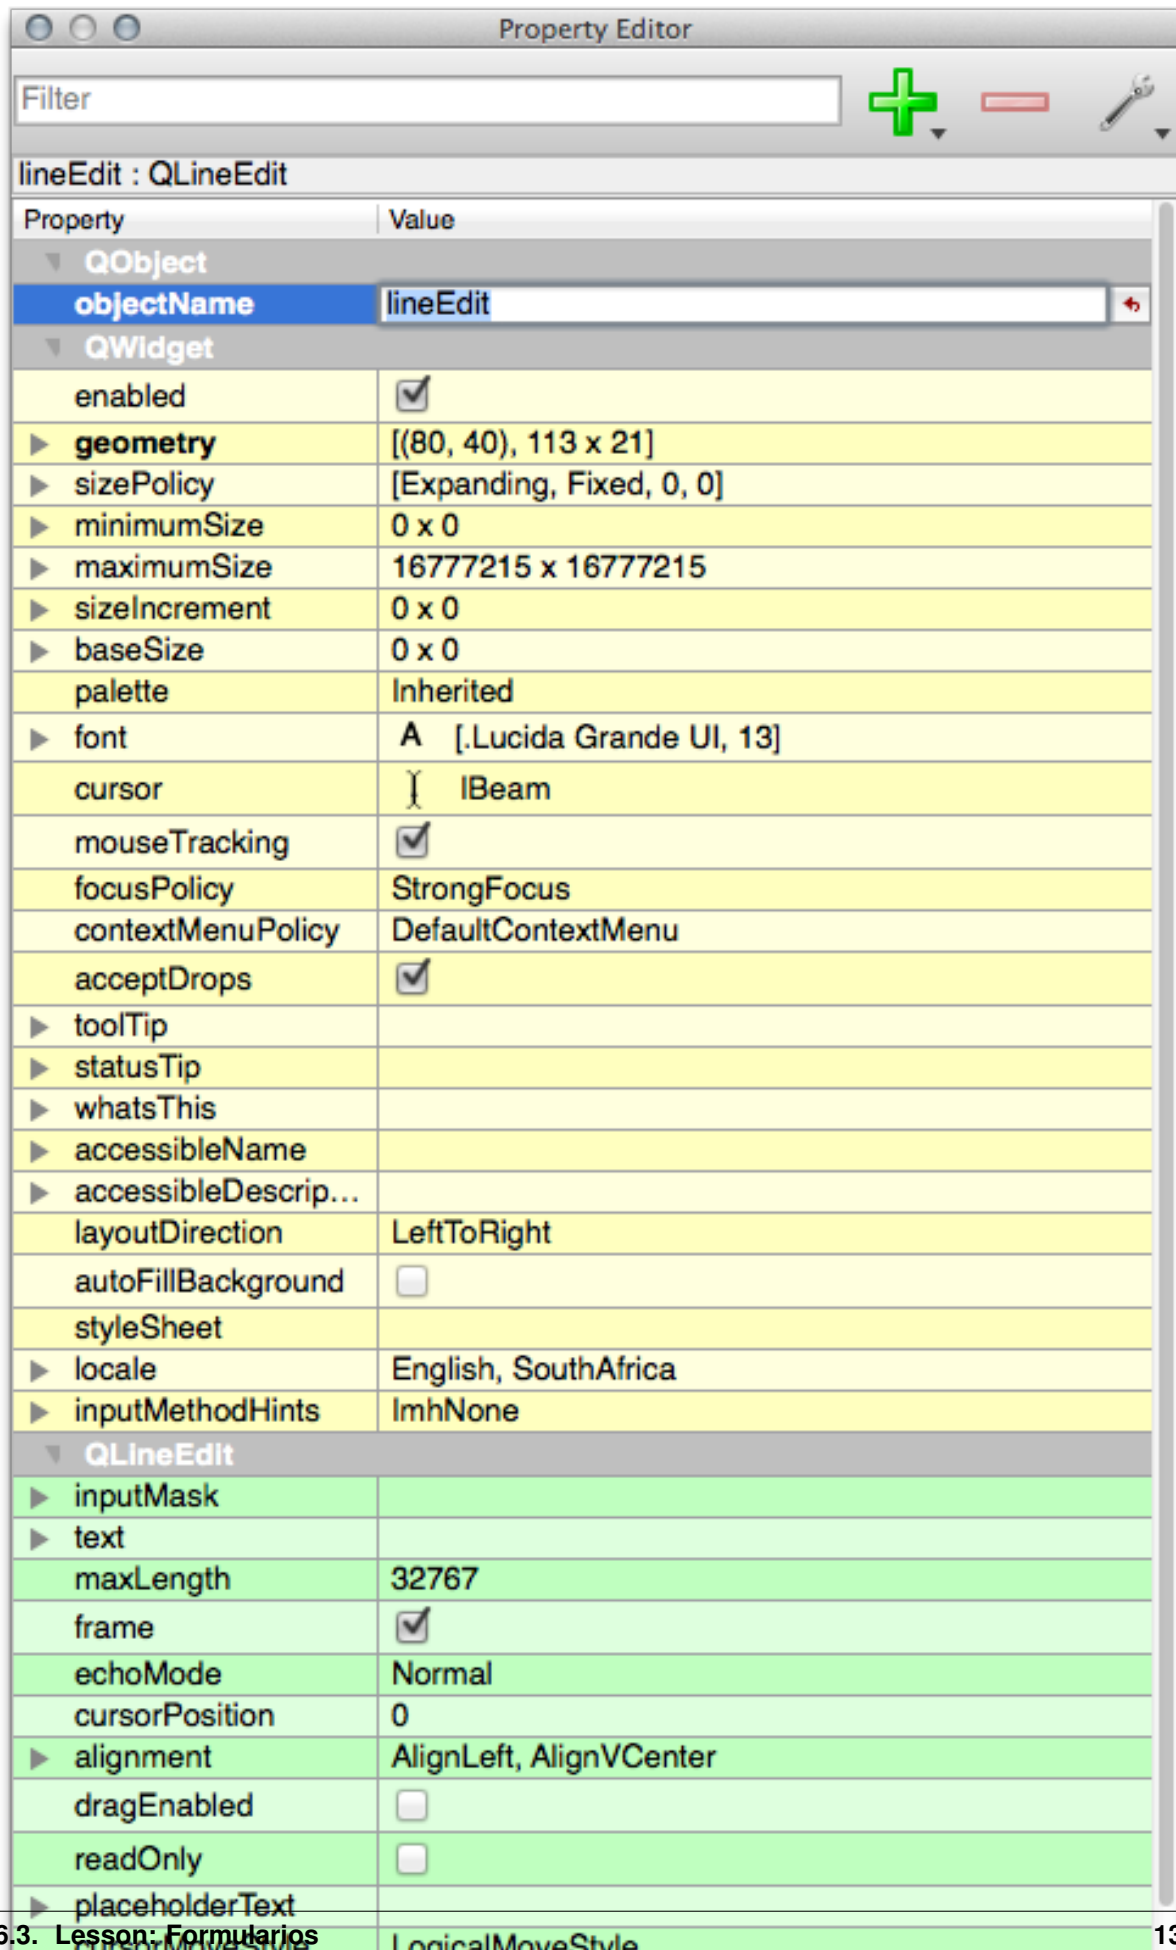 Property Editor
Filter
lineEdit : QLineEdit
Property Value
QObject
objectName lineEdit
QWidget
enabled
geometry [(80, 40), 113 x 21]
sizePolicy [Expanding, Fixed, 0, 0]
minimumSize 0 x 0
maximumSize 16777215 x 16777215
sizeIncrement 0 x 0
baseSize 0 x 0
palette Inherited
font A [.Lucida Grande UI, 13]
cursor IBeam
mouseTracking
focusPolicy StrongFocus
contextMenuPolicy DefaultContextMenu
acceptDrops
toolTip
statusTip
whatsThis
accessibleName
accessibleDescrip...
layoutDirection LeftToRight
autoFillBackground
styleSheet
locale English, SouthAfrica
inputMethodHints ImhNone
QLineEdit
inputMask
text
maxLength 32767
frame
echoMode Normal
cursorPosition 0
alignment AlignLeft, AlignVCenter
dragEnabled
readOnly
placeholderText
6.3. Lesson: Formularios 13
cursorMoveStyle LogicalMoveStyle